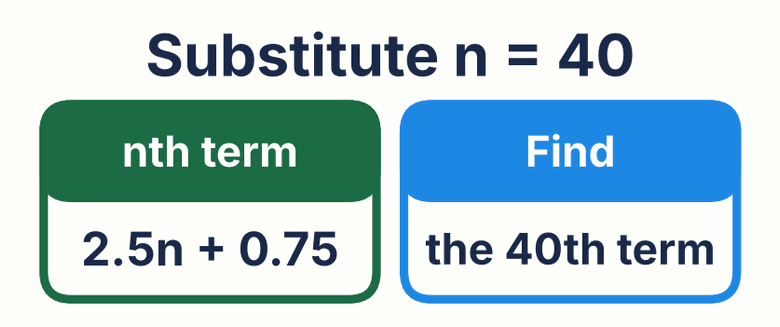 Substitute n = 40
nth term
2.5n + 0.75
Find
the 40th term